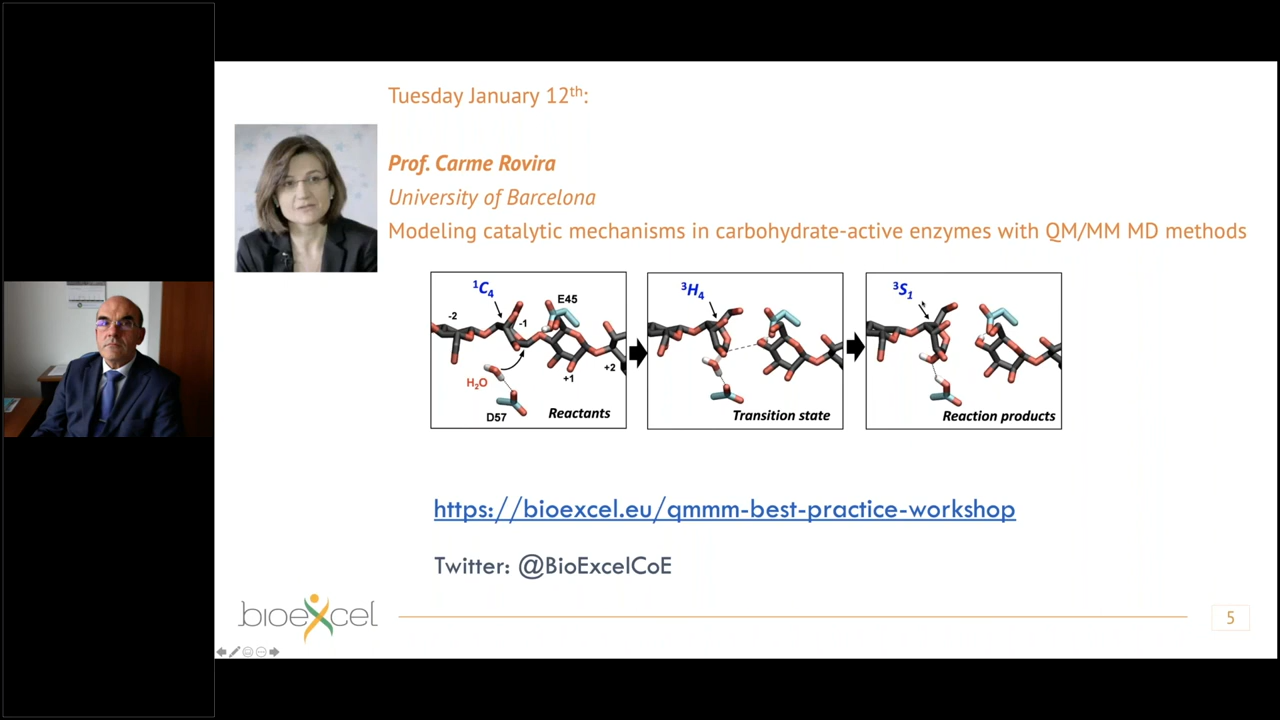 Tuesday January 12th:
Prof. Carme Rovira
University of Barcelona
Modeling catalytic mechanisms in carbohydrate-active enzymes with QM/MM MD methods
¹C₄
-2
-1
E45
H₂O
+1
+2
D57
Reactants
³H₄
Transition state
³S₁
Reaction products
https://bioexcel.eu/qmmm-best-practice-workshop
Twitter: @BioExcelCoE
bioexcel
5